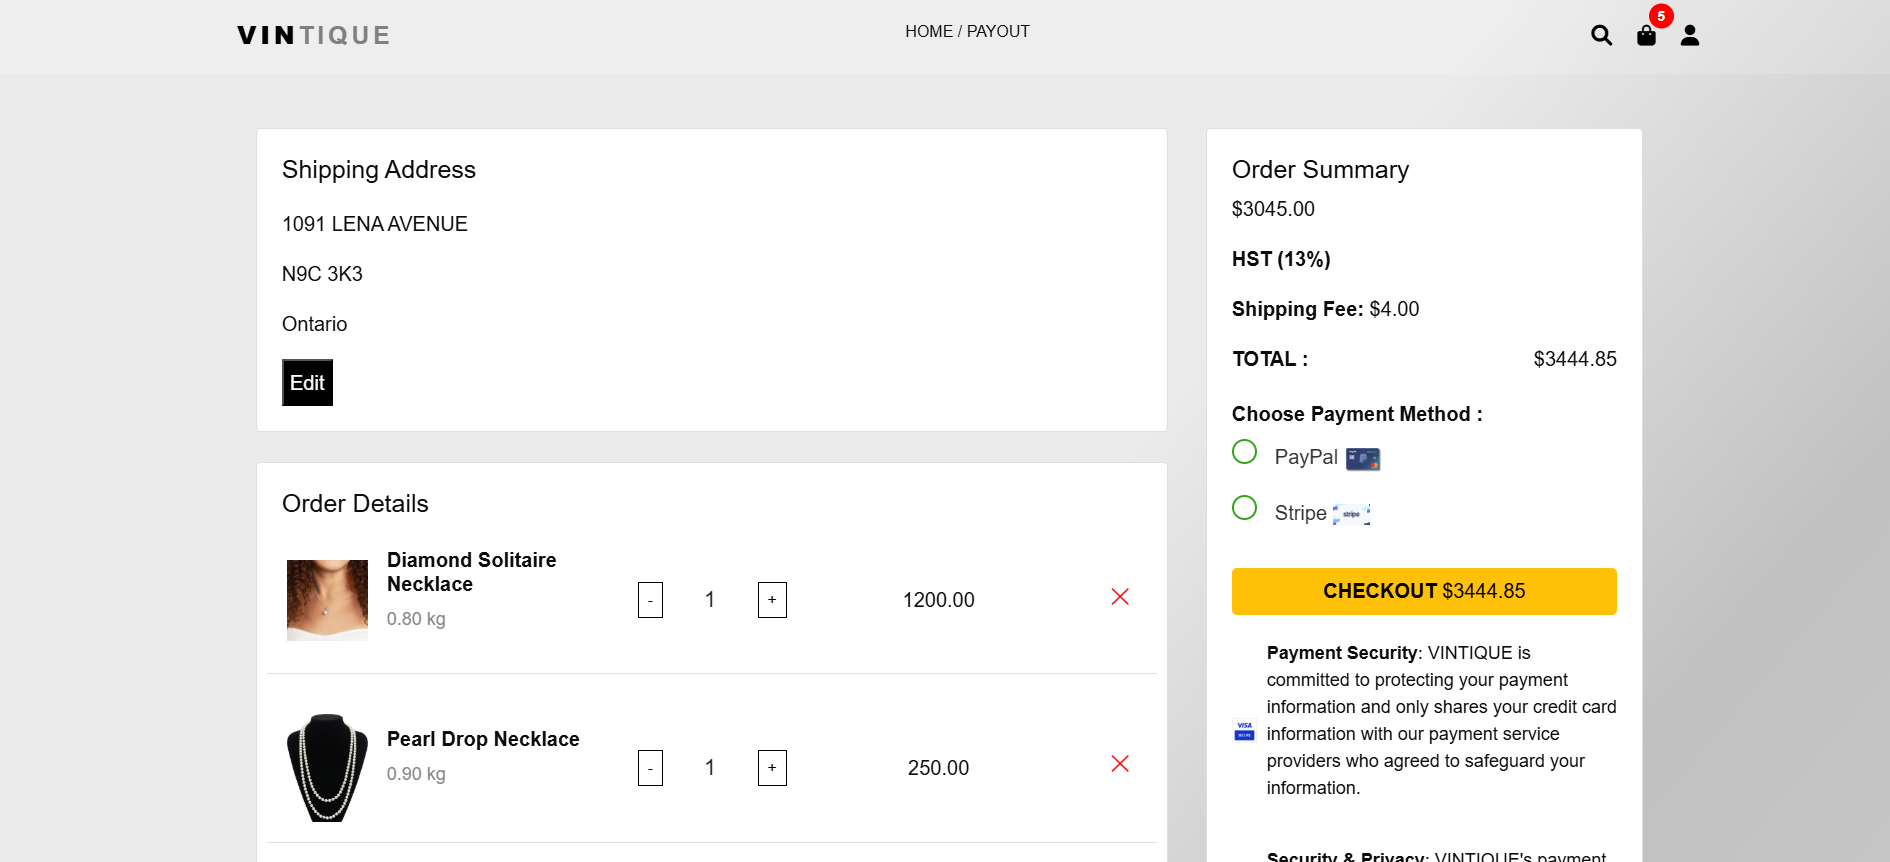 VINTIQUE
HOME / PAYOUT
5
Shipping Address
1091 LENA AVENUE
N9C 3K3
Ontario
Edit
Order Details
Diamond Solitaire
Necklace
0.80 kg
- 1 + 1200.00
Pearl Drop Necklace
0.90 kg
- 1 + 250.00
Order Summary
$3045.00
HST (13%)
Shipping Fee: $4.00
TOTAL : $3444.85
Choose Payment Method :
PayPal
Stripe stripe
CHECKOUT $3444.85
Payment Security: VINTIQUE is
committed to protecting your payment
information and only shares your credit card
information with our payment service
providers who agreed to safeguard your
information.
VISA
SECURE
Security & Privacy: VINTIQUE's payment